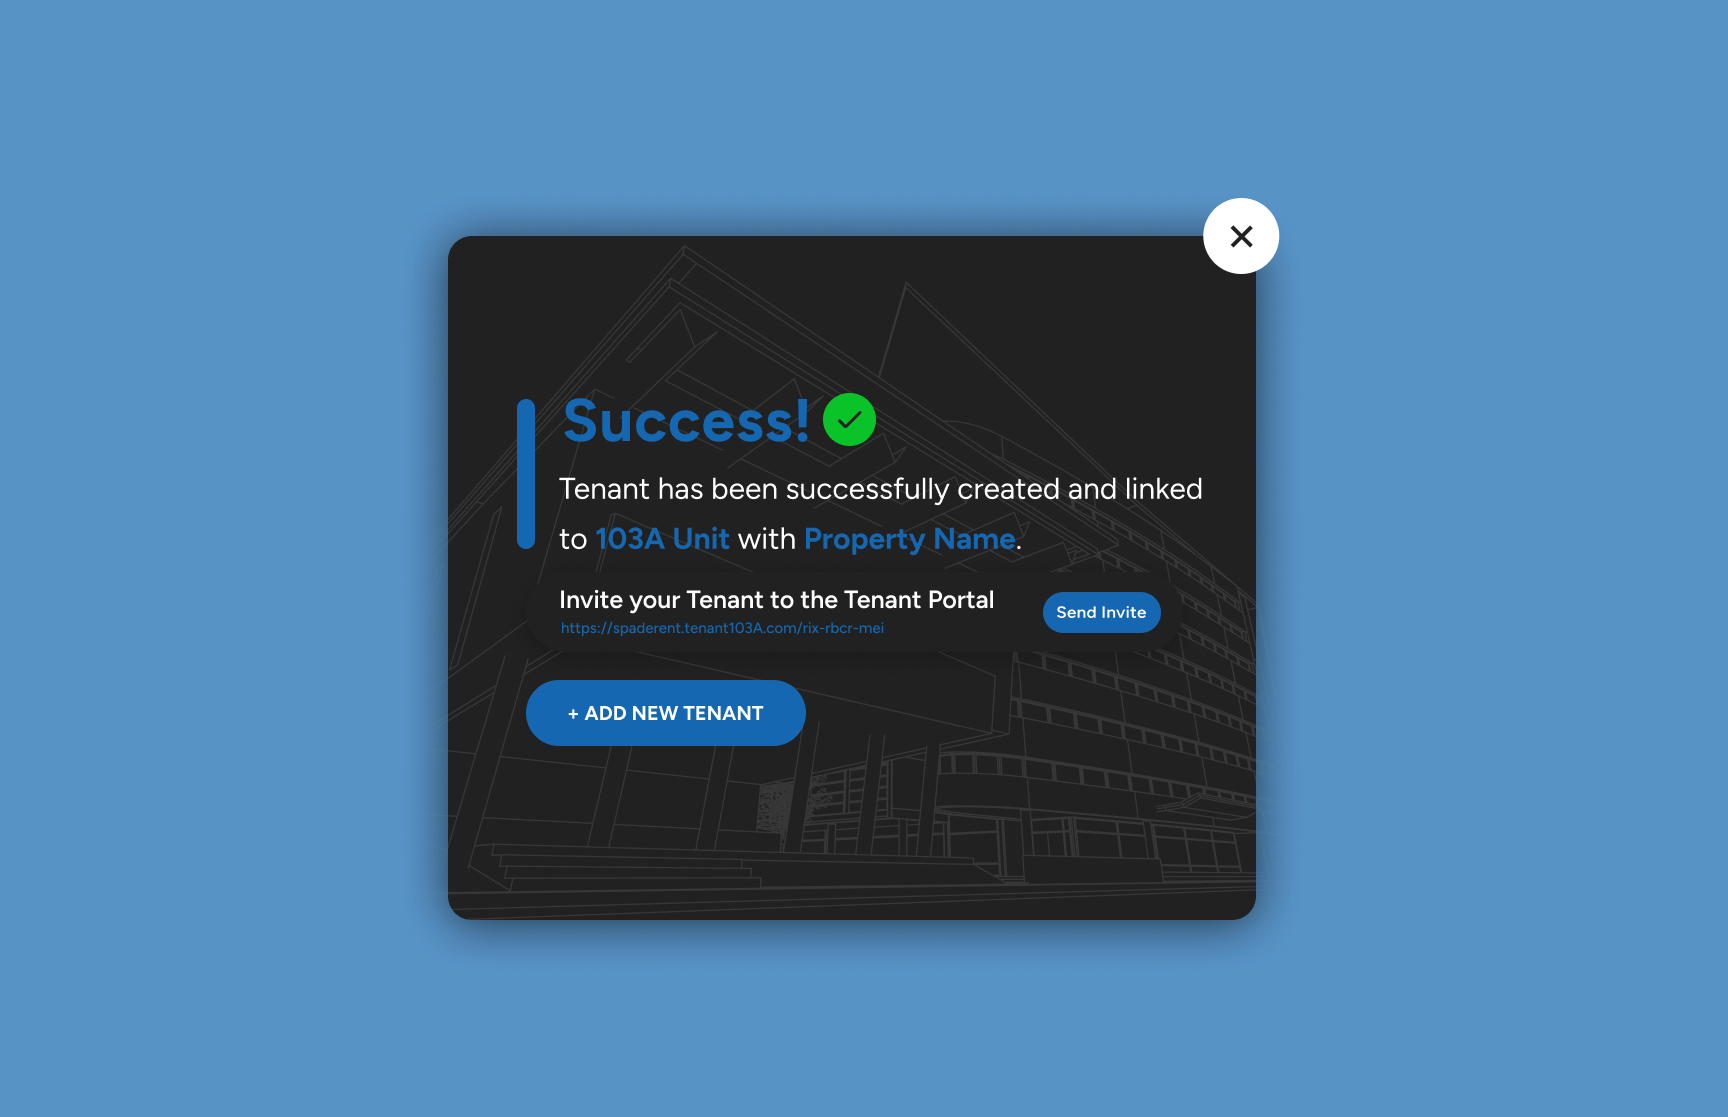 Success!
Tenant has been successfully created and linked
to 103A Unit with Property Name.
Invite your Tenant to the Tenant Portal
https://spaderent.tenant103A.com/rix-rbcr-mei
Send Invite
+ ADD NEW TENANT